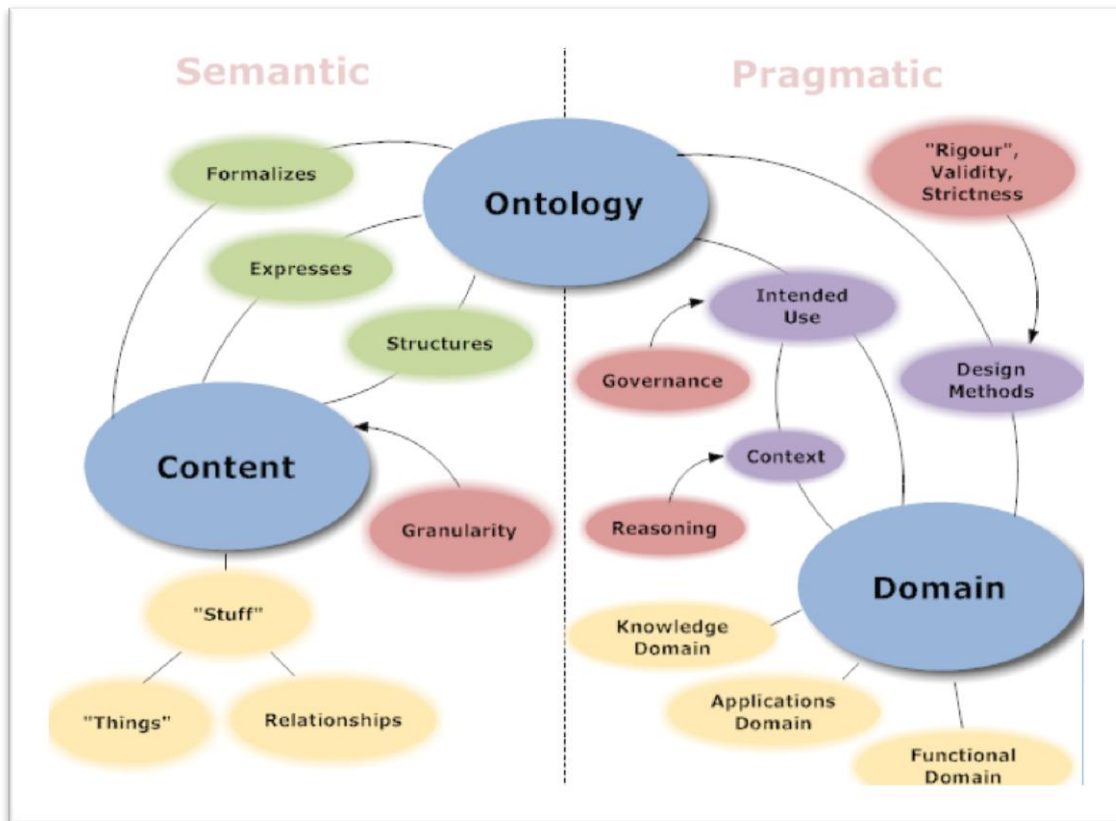 Semantic
Pragmatic
Formalizes
Ontology
"Rigour",
Validity,
Strictness
Expresses
Intended
Use
Structures
Governance
Design
Methods
Content
Context
Granularity
Reasoning
Domain
"Stuff"
Knowledge
Domain
"Things"
Relationships
Applications
Domain
Functional
Domain